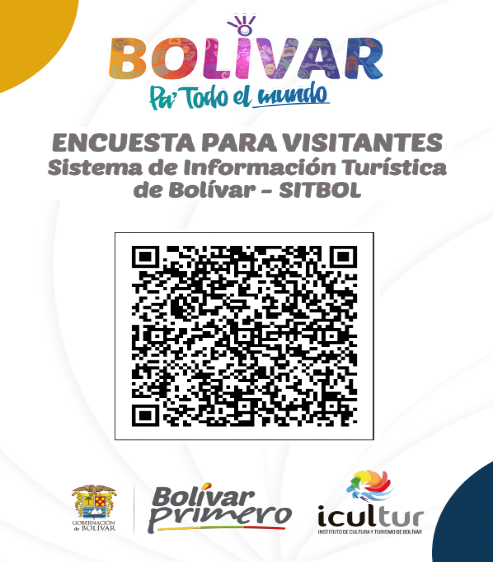 BOLÍVAR
Pa' Todo el mundo
ENCUESTA PARA VISITANTES
Sistema de Información Turística
de Bolívar - SITBOL
GOBERNACIÓN
de BOLÍVAR
Bolívar
primero
icultur
INSTITUTO DE CULTURA Y TURISMO DE BOLÍVAR